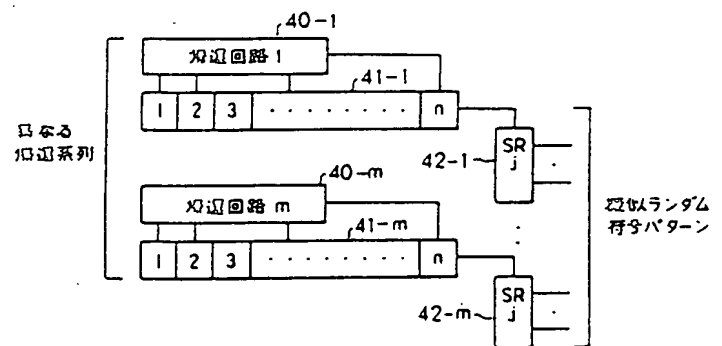 40-1
帰還回路 1
41-1
1 2 3 ········ n
異なる
帰還系列
SR
j
42-1
40-m
帰還回路 m
41-m
1 2 3 ········ n
疑似ランダム
符号パターン
SR
j
42-m